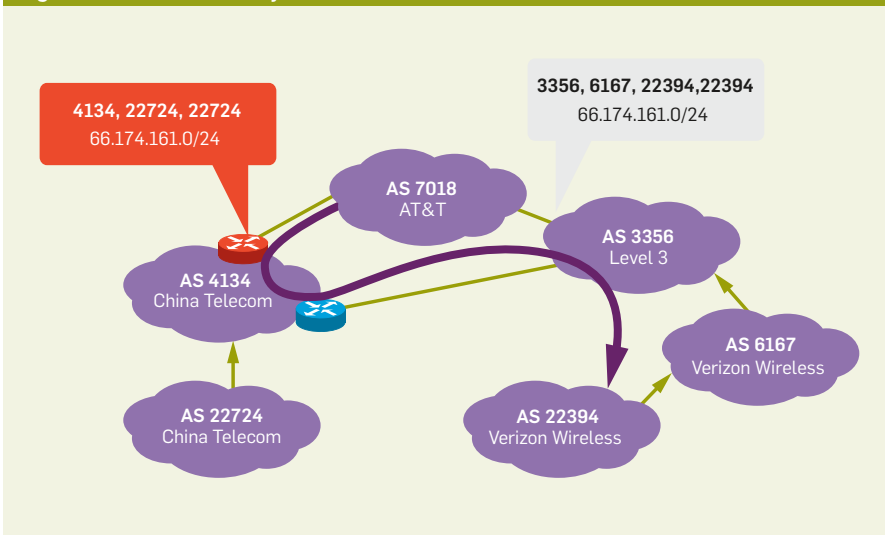 4134, 22724, 22724
66.174.161.0/24
3356, 6167, 22394,22394
66.174.161.0/24
AS 7018
AT&T
AS 3356
Level 3
AS 4134
China Telecom
AS 6167
Verizon Wireless
AS 22724
China Telecom
AS 22394
Verizon Wireless